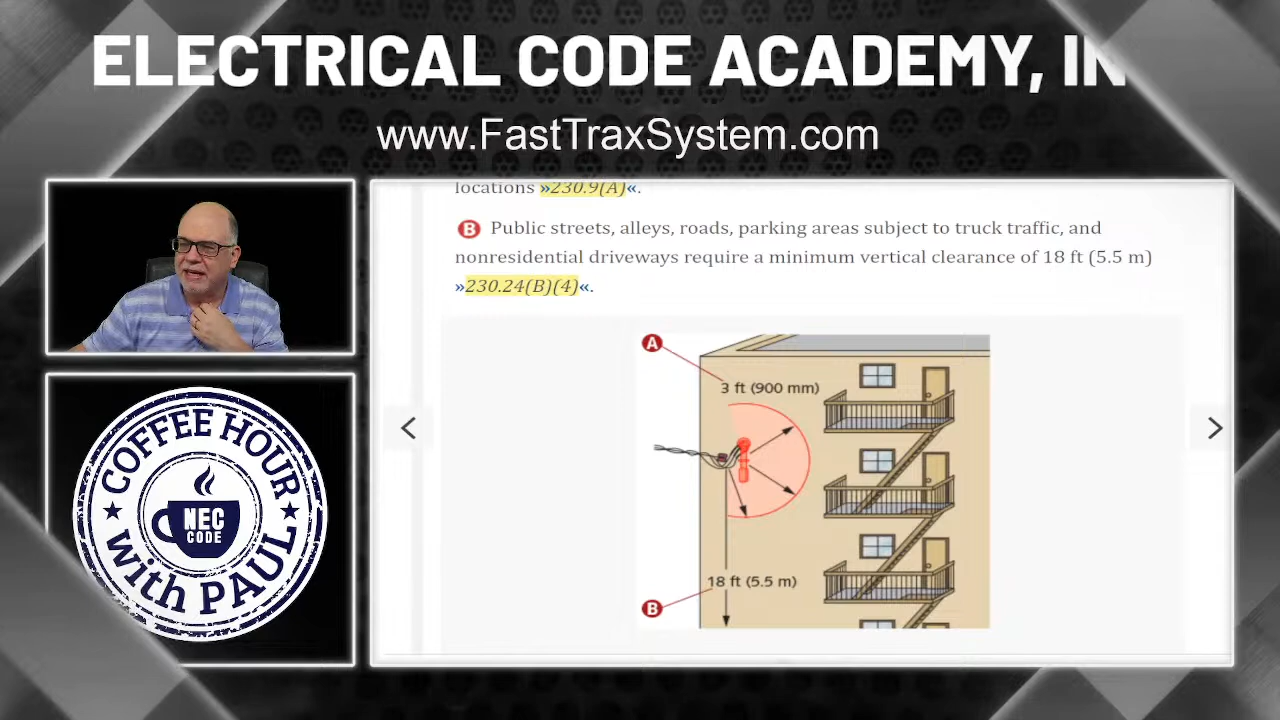 ELECTRICAL CODE ACADEMY, IN
www.FastTraxSystem.com
locations »230.9(A)«.
B Public streets, alleys, roads, parking areas subject to truck traffic, and
nonresidential driveways require a minimum vertical clearance of 18 ft (5.5 m)
»230.24(B)(4)«.
A
3 ft (900 mm)
18 ft (5.5 m)
B
COFFEE HOUR
NEC
CODE
with PAUL